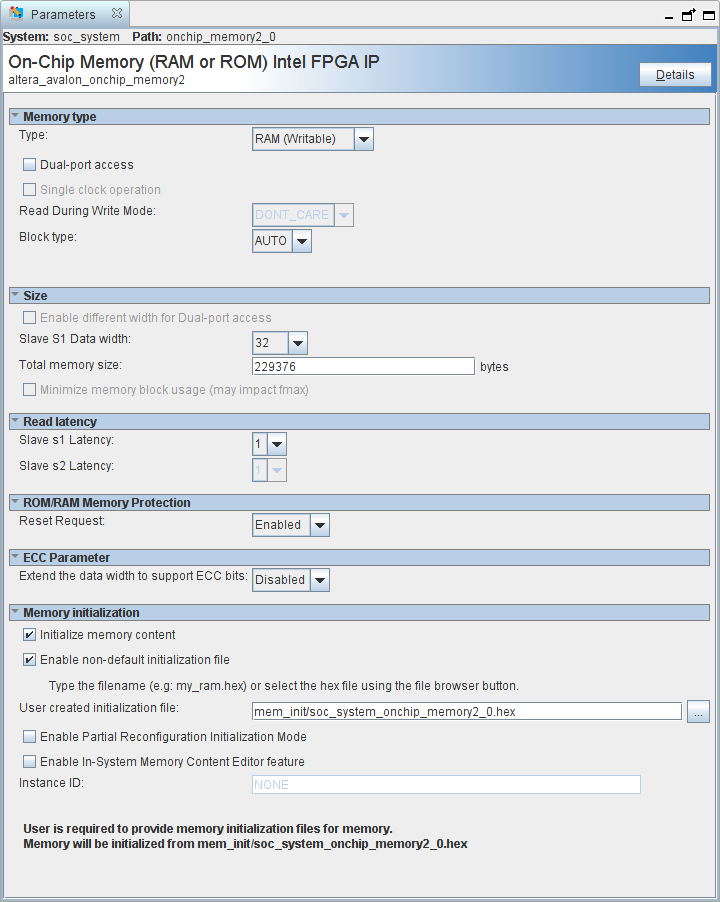 Parameters
System: soc_system Path: onchip_memory2_0
On-Chip Memory (RAM or ROM) Intel FPGA IP
altera_avalon_onchip_memory2
Details
Memory type
Type: RAM (Writable)
Dual-port access
Single clock operation
Read During Write Mode: DONT_CARE
Block type: AUTO
Size
Enable different width for Dual-port access
Slave S1 Data width: 32
Total memory size: 229376 bytes
Minimize memory block usage (may impact fmax)
Read latency
Slave s1 Latency: 1
Slave s2 Latency: 1
ROM/RAM Memory Protection
Reset Request: Enabled
ECC Parameter
Extend the data width to support ECC bits: Disabled
Memory initialization
Initialize memory content
Enable non-default initialization file
Type the filename (e.g: my_ram.hex) or select the hex file using the file browser button.
User created initialization file: mem_init/soc_system_onchip_memory2_0.hex ...
Enable Partial Reconfiguration Initialization Mode
Enable In-System Memory Content Editor feature
Instance ID: NONE
User is required to provide memory initialization files for memory.
Memory will be initialized from mem_init/soc_system_onchip_memory2_0.hex